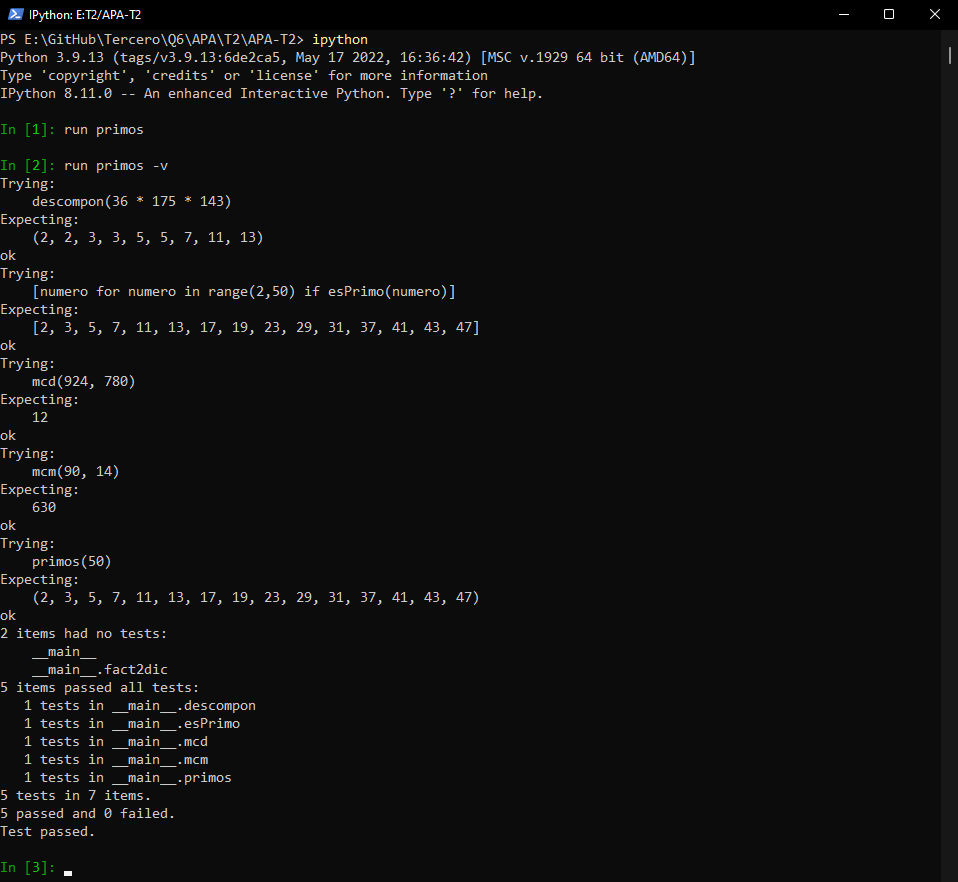 IPython: E:T2/APA-T2
PS E:\GitHub\Tercero\Q6\APA\T2\APA-T2> ipython
Python 3.9.13 (tags/v3.9.13:6de2ca5, May 17 2022, 16:36:42) [MSC v.1929 64 bit (AMD64)]
Type 'copyright', 'credits' or 'license' for more information
IPython 8.11.0 -- An enhanced Interactive Python. Type '?' for help.
In [1]: run primos
In [2]: run primos -v
Trying:
    descompon(36 * 175 * 143)
Expecting:
    (2, 2, 3, 3, 5, 5, 7, 11, 13)
ok
Trying:
    [numero for numero in range(2,50) if esPrimo(numero)]
Expecting:
    [2, 3, 5, 7, 11, 13, 17, 19, 23, 29, 31, 37, 41, 43, 47]
ok
Trying:
    mcd(924, 780)
Expecting:
    12
ok
Trying:
    mcm(90, 14)
Expecting:
    630
ok
Trying:
    primos(50)
Expecting:
    (2, 3, 5, 7, 11, 13, 17, 19, 23, 29, 31, 37, 41, 43, 47)
ok
2 items had no tests:
    __main__
    __main__.fact2dic
5 items passed all tests:
   1 tests in __main__.descompon
   1 tests in __main__.esPrimo
   1 tests in __main__.mcd
   1 tests in __main__.mcm
   1 tests in __main__.primos
5 tests in 7 items.
5 passed and 0 failed.
Test passed.
In [3]: